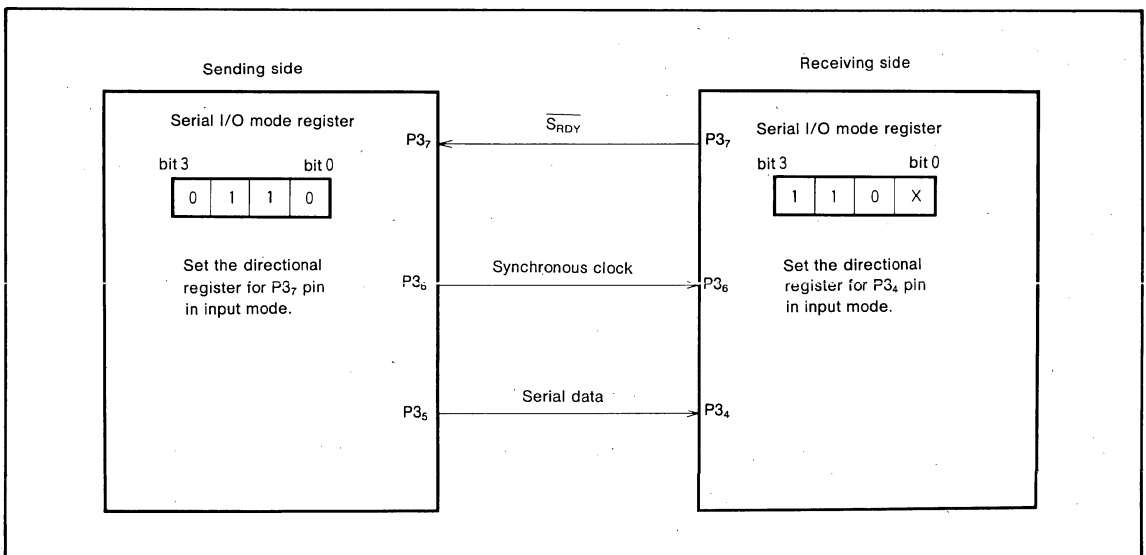 Sending side
Serial I/O mode register
bit 3 bit 0
0 1 1 0
Set the directional
register for P3₇ pin
in input mode.
P3₇
P3₆
P3₅
S̅R̅D̅Y̅
Synchronous clock
Serial data
Receiving side
P3₇
Serial I/O mode register
bit 3 bit 0
1 1 0 X
Set the directional
register for P3₄ pin
in input mode.
P3₆
P3₄